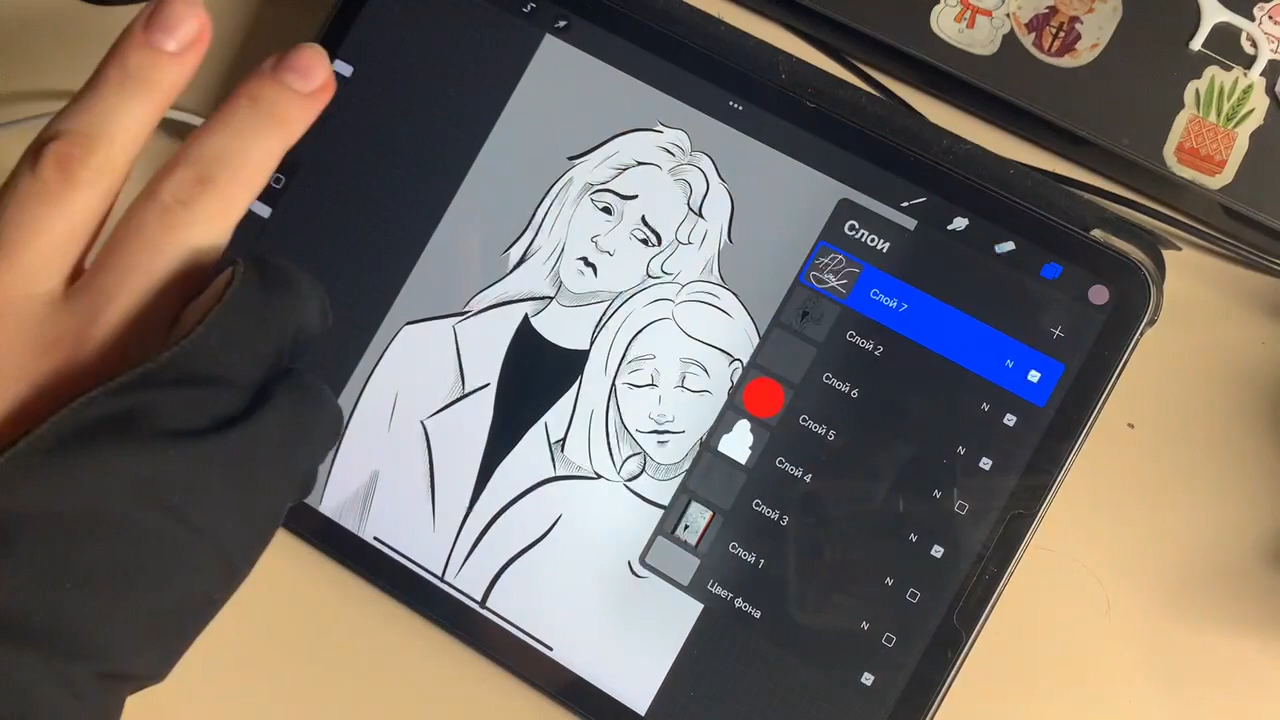 Слои
Слой 7
N
Слой 2
N
Слой 6
N
Слой 5
N
Слой 4
N
Слой 3
N
Слой 1
N
Цвет фона